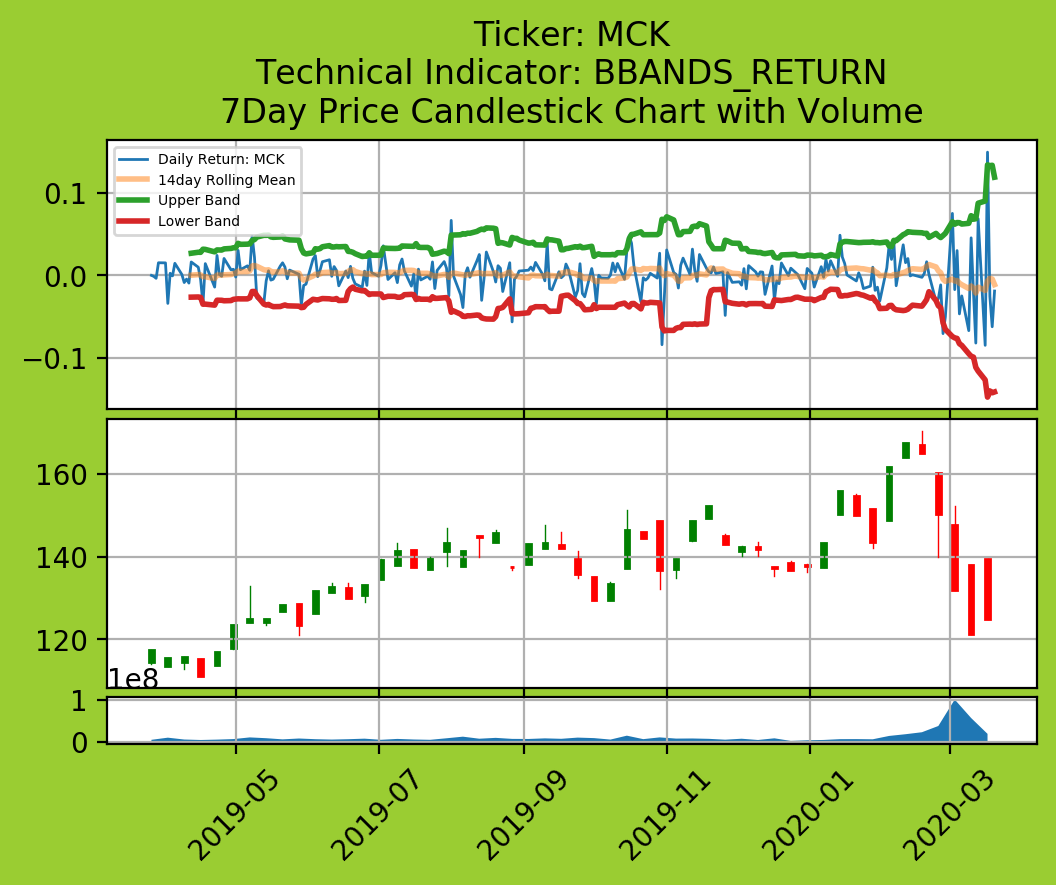 Ticker: MCK
Technical Indicator: BBANDS_RETURN
7Day Price Candlestick Chart with Volume
Daily Return: MCK
14day Rolling Mean
Upper Band
Lower Band
0.1
0.0
−0.1
160
140
120
1e8
1
0
2019-05
2019-07
2019-09
2019-11
2020-01
2020-03